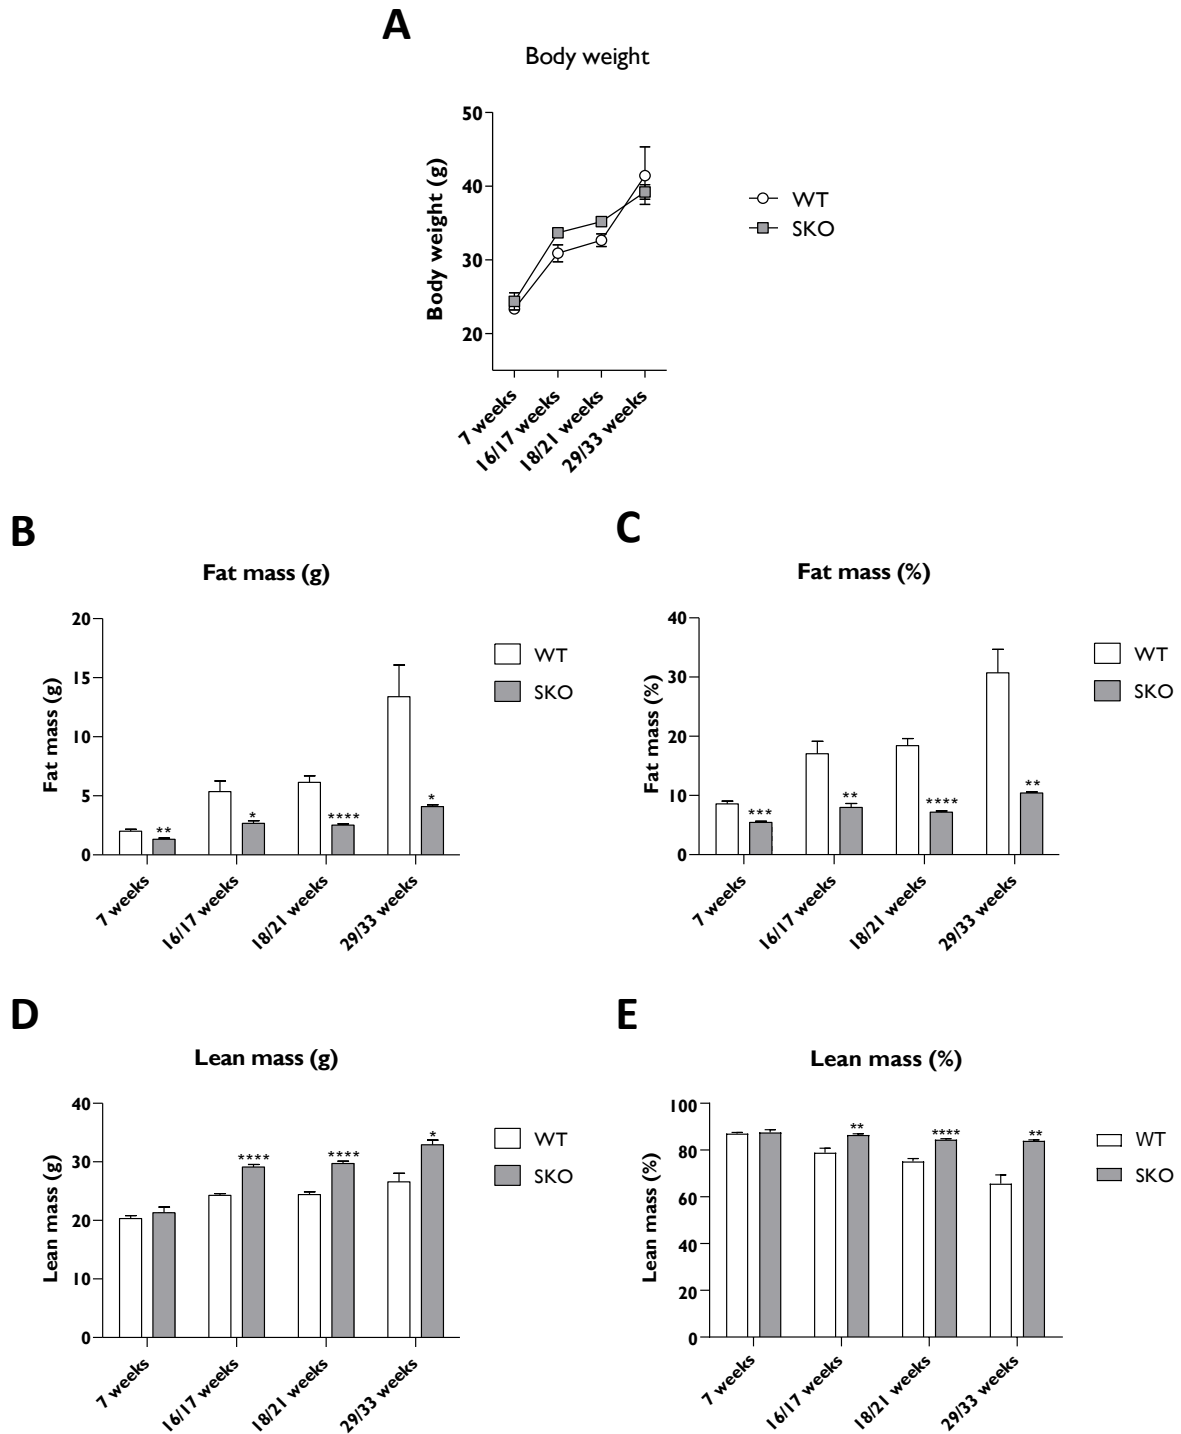 A
Body weight
50
40
30
20
Body weight (g)
7 weeks
16/17 weeks
18/21 weeks
29/33 weeks
WT
SKO
B
Fat mass (g)
20
15
10
5
0
Fat mass (g)
**
*
****
*
7 weeks
16/17 weeks
18/21 weeks
29/33 weeks
WT
SKO
C
Fat mass (%)
40
30
20
10
0
Fat mass (%)
***
**
****
**
7 weeks
16/17 weeks
18/21 weeks
29/33 weeks
WT
SKO
D
Lean mass (g)
40
30
20
10
0
Lean mass (g)
****
****
*
7 weeks
16/17 weeks
18/21 weeks
29/33 weeks
WT
SKO
E
Lean mass (%)
100
80
60
40
20
0
Lean mass (%)
**
****
**
7 weeks
16/17 weeks
18/21 weeks
29/33 weeks
WT
SKO